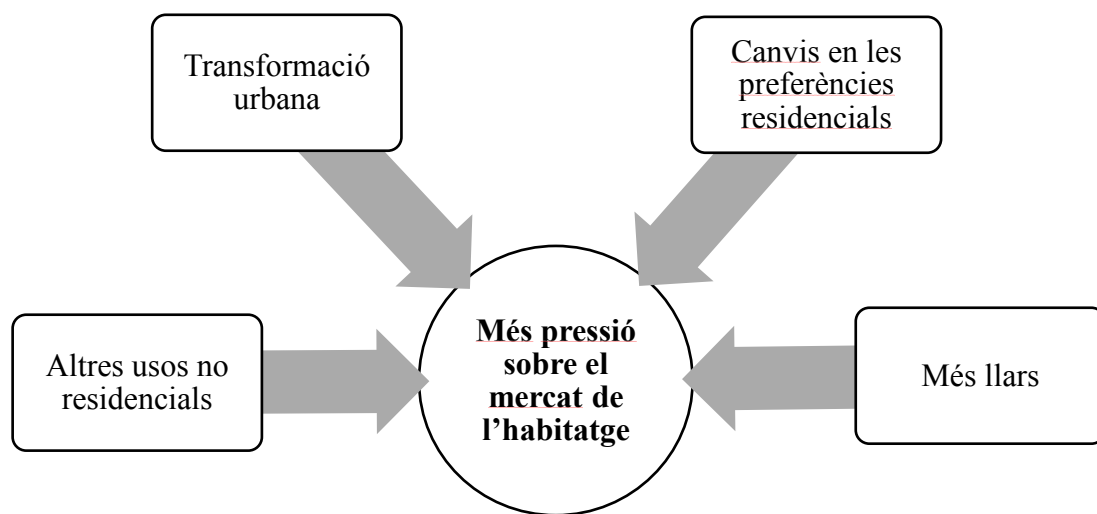 Transformació
urbana
Canvis en les
preferències
residencials
Altres usos no
residencials
Més pressió
sobre el
mercat de
l’habitatge
Més llars